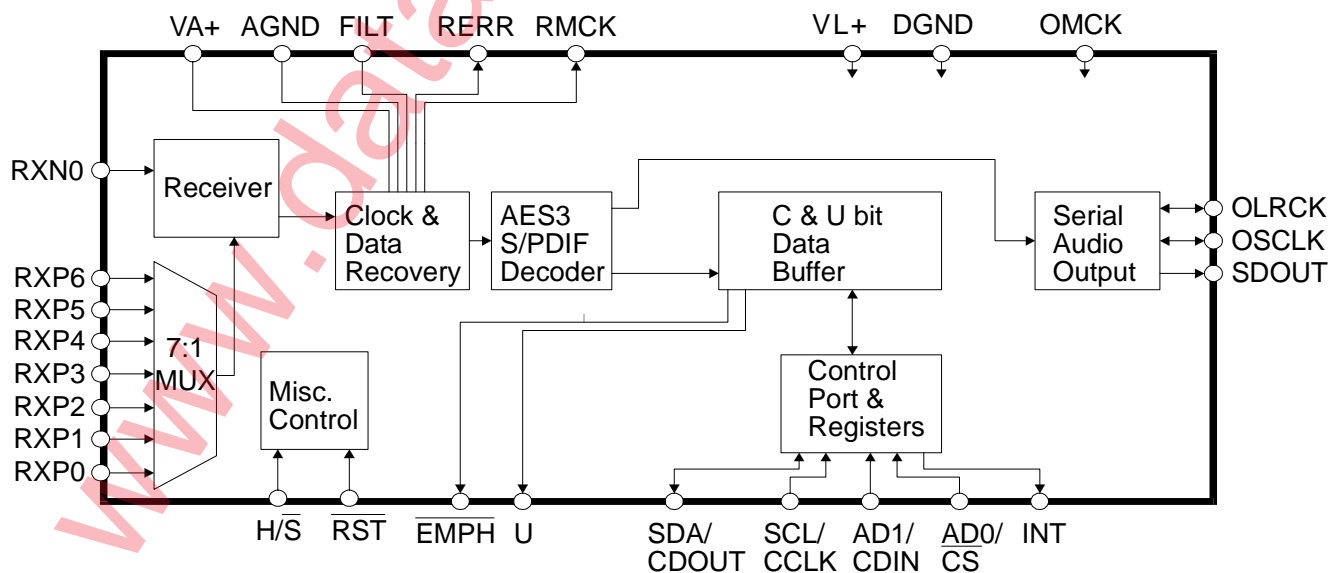 VA+ AGND FILT RERR RMCK VL+ DGND OMCK
RXN0
Receiver
Clock &
Data
Recovery
AES3
S/PDIF
Decoder
C & U bit
Data
Buffer
Serial
Audio
Output
OLRCK
OSCLK
SDOUT
RXP6
RXP5
RXP4
RXP3
RXP2
RXP1
RXP0
7:1
MUX
Misc.
Control
Control
Port &
Registers
H/S RST EMPH U
SDA/
CDOUT
SCL/
CCLK
AD1/
CDIN
AD0/
CS
INT
www.data